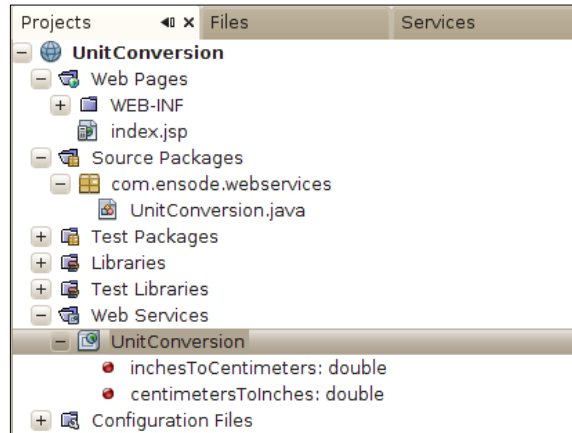 Projects Files Services
UnitConversion
Web Pages
WEB-INF
index.jsp
Source Packages
com.ensode.webservices
UnitConversion.java
Test Packages
Libraries
Test Libraries
Web Services
UnitConversion
inchesToCentimeters: double
centimetersToInches: double
Configuration Files